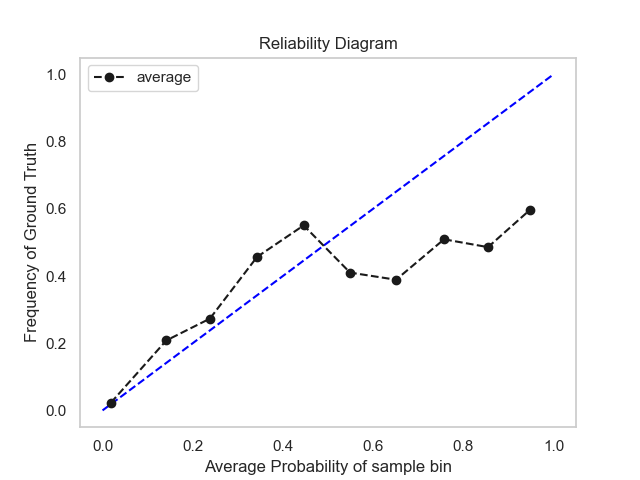 Reliability Diagram
average
Frequency of Ground Truth
1.0
0.8
0.6
0.4
0.2
0.0
0.0 0.2 0.4 0.6 0.8 1.0
Average Probability of sample bin